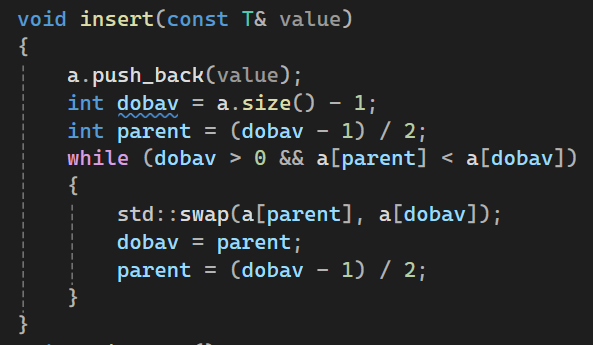 void insert(const T& value)
{
    a.push_back(value);
    int dobav = a.size() - 1;
    int parent = (dobav - 1) / 2;
    while (dobav > 0 && a[parent] < a[dobav])
    {
        std::swap(a[parent], a[dobav]);
        dobav = parent;
        parent = (dobav - 1) / 2;
    }
}